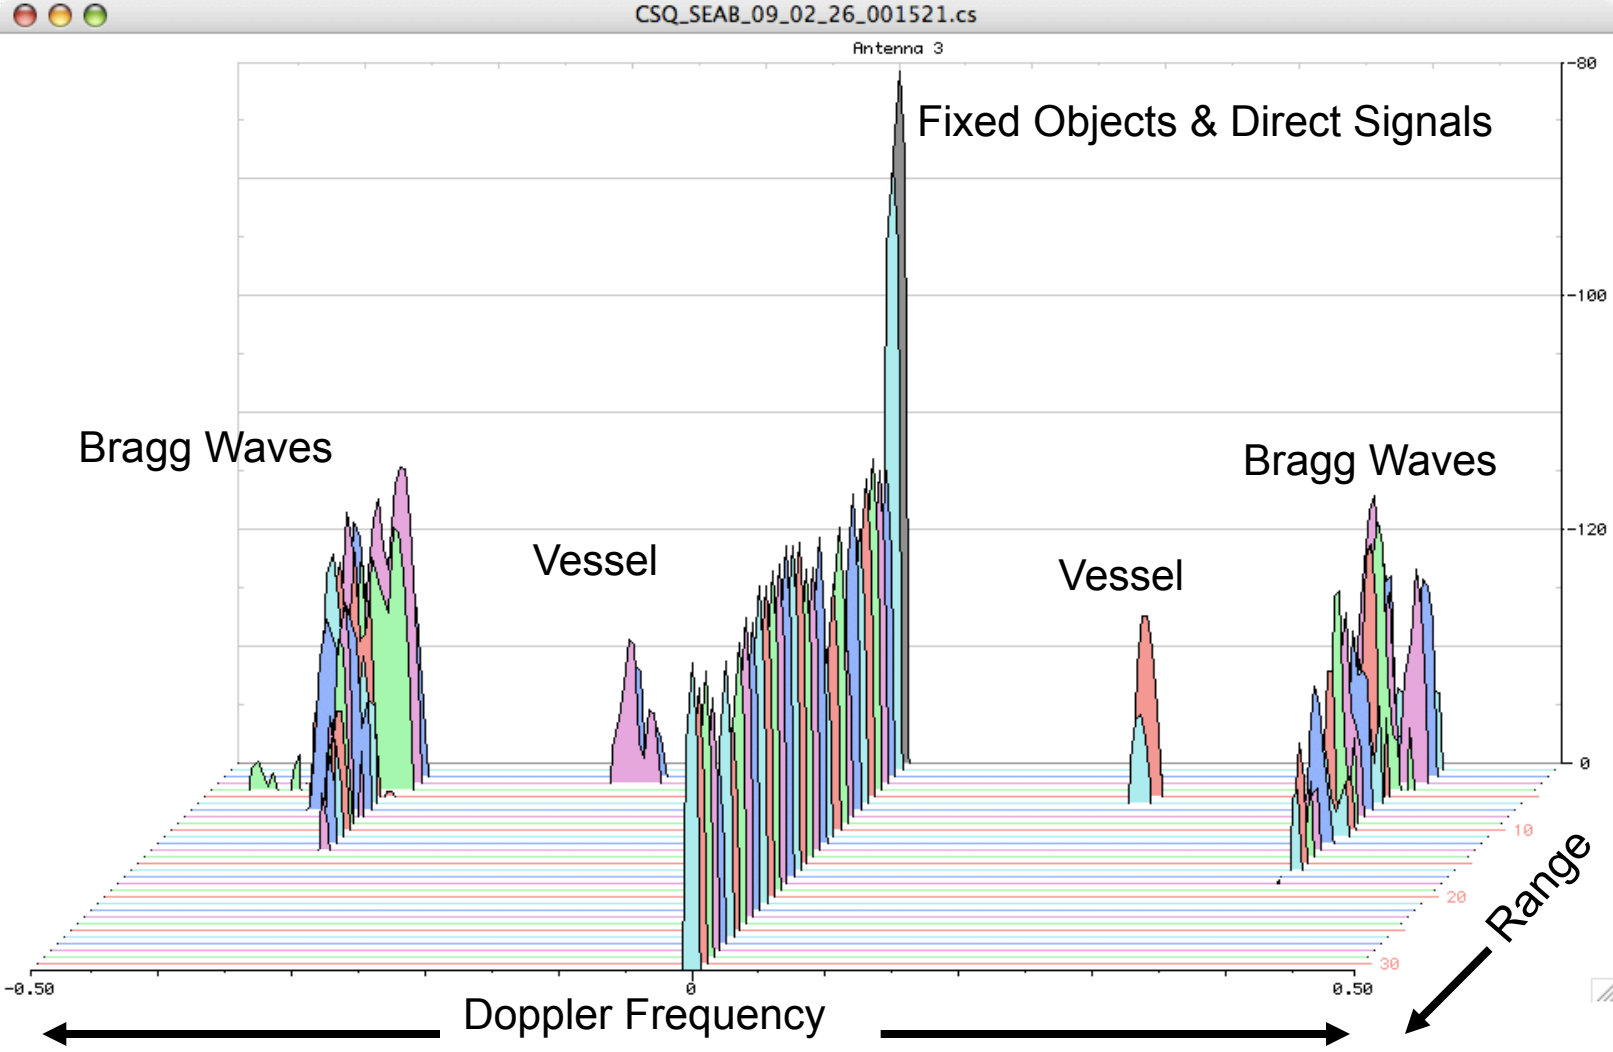 CSQ_SEAB_09_02_26_001521.cs
Antenna 3
-80
Fixed Objects & Direct Signals
-100
Bragg Waves
Bragg Waves
-120
Vessel
Vessel
0
10
20
30
Range
-0.50
0
0.50
Doppler Frequency